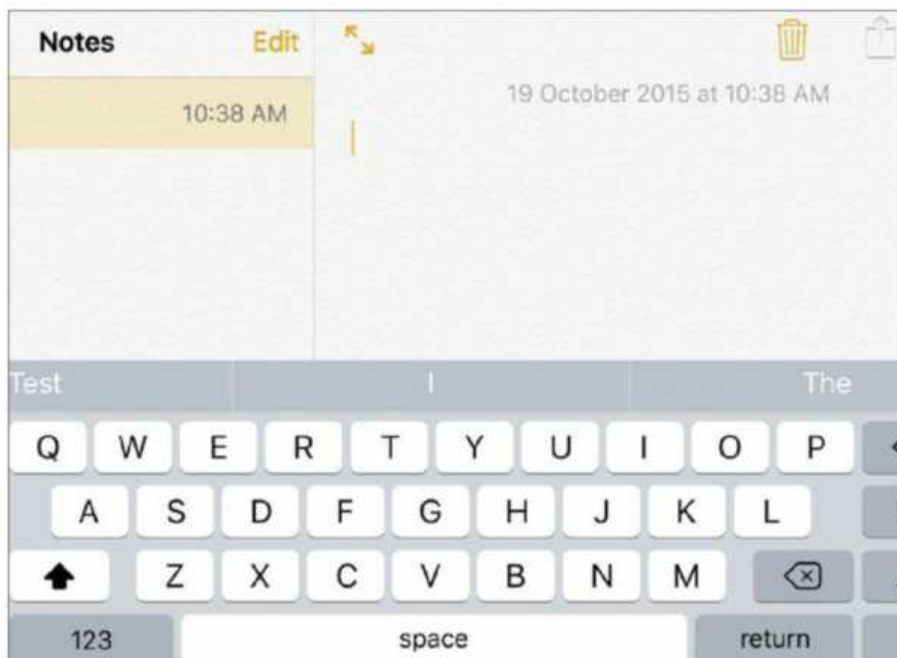 Notes Edit
19 October 2015 at 10:38 AM
10:38 AM
Test I The
Q W E R T Y U I O P
A S D F G H J K L
Z X C V B N M
123 space return